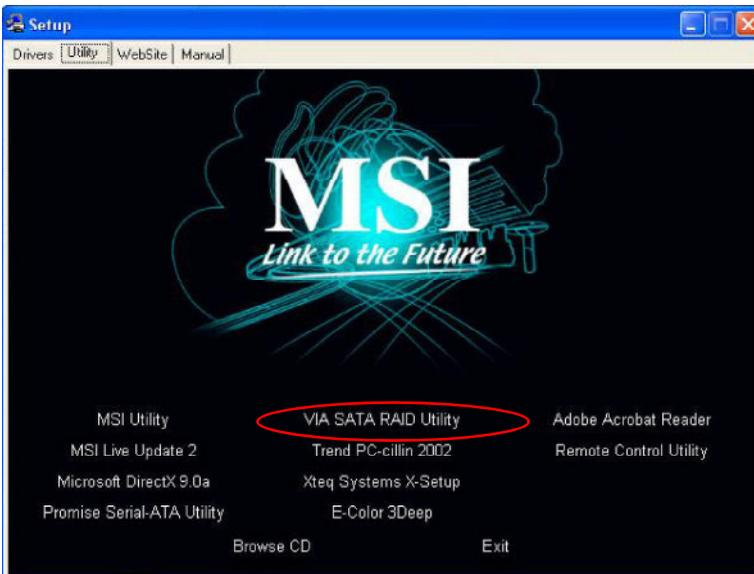 Setup
Drivers Utility WebSite Manual
MSI
Link to the Future
MSI Utility VIA SATA RAID Utility Adobe Acrobat Reader
MSI Live Update 2 Trend PC-cillin 2002 Remote Control Utility
Microsoft DirectX 9.0a Xteq Systems X-Setup
Promise Serial-ATA Utility E-Color 3Deep
Browse CD Exit